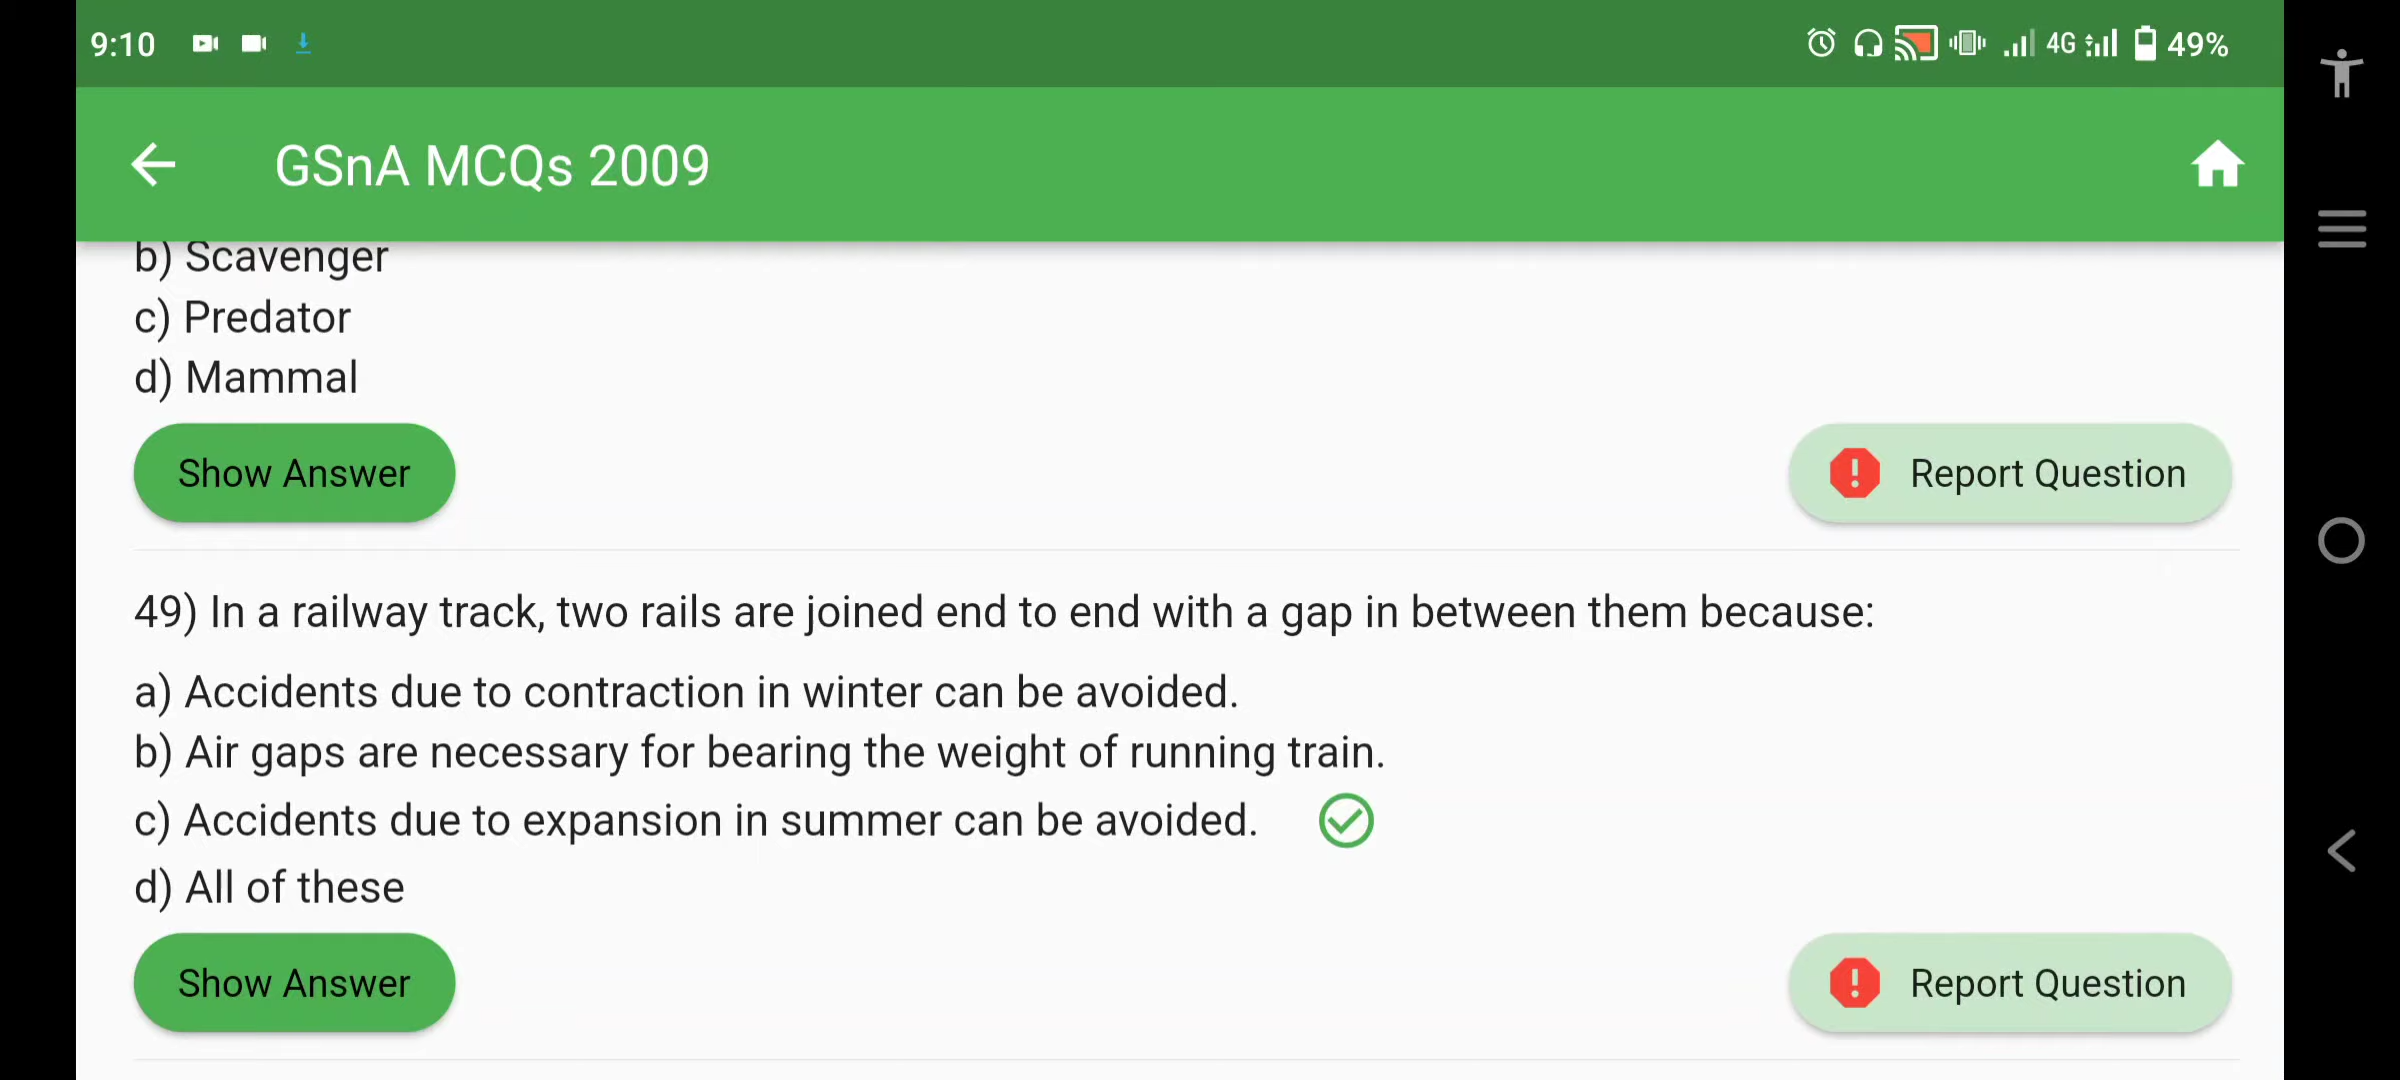 9:10
4G
49%
GSnA MCQs 2009
b) Scavenger
c) Predator
d) Mammal
Show Answer
Report Question
49) In a railway track, two rails are joined end to end with a gap in between them because:
a) Accidents due to contraction in winter can be avoided.
b) Air gaps are necessary for bearing the weight of running train.
c) Accidents due to expansion in summer can be avoided.
d) All of these
Show Answer
Report Question